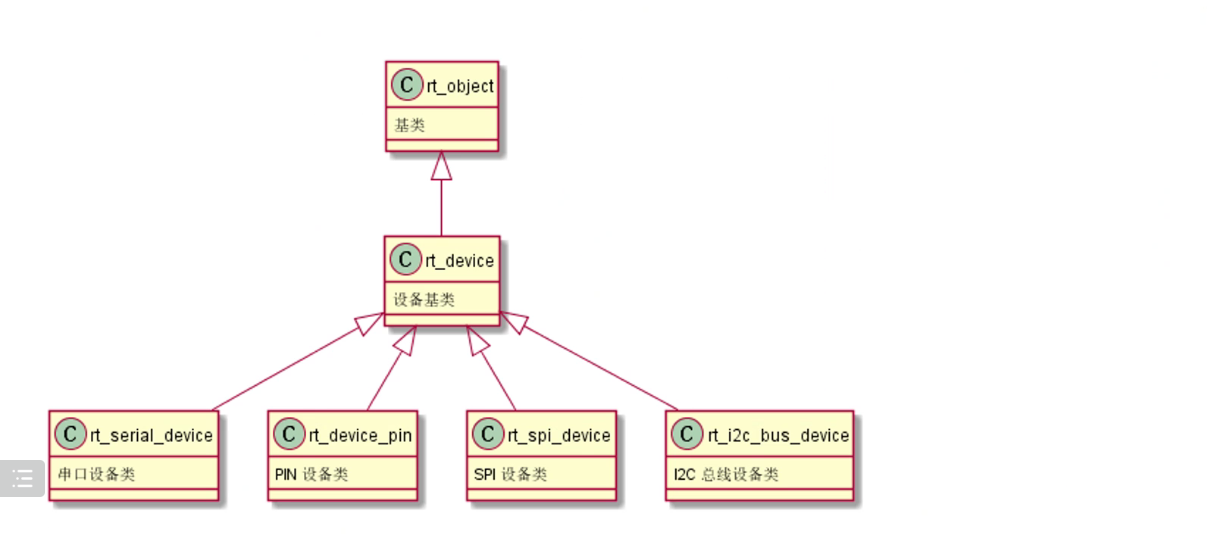 C rt_object
基类
C rt_device
设备基类
C rt_serial_device
串口设备类
C rt_device_pin
PIN 设备类
C rt_spi_device
SPI 设备类
C rt_i2c_bus_device
I2C 总线设备类